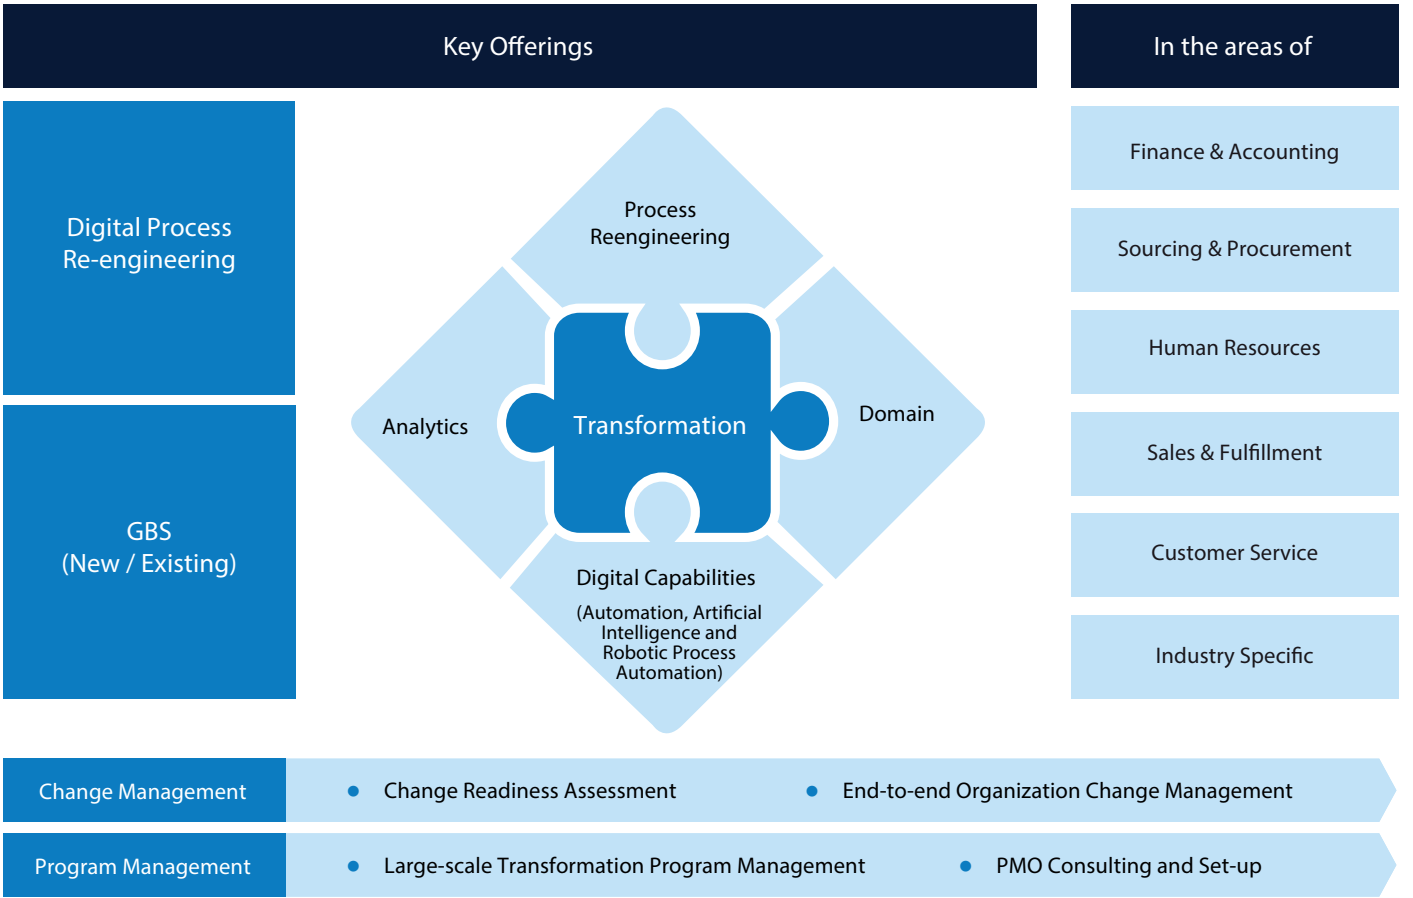 Key Offerings
In the areas of
Digital Process
Re-engineering
GBS
(New / Existing)
Process
Reengineering
Analytics
Transformation
Domain
Digital Capabilities
(Automation, Artificial
Intelligence and
Robotic Process
Automation)
Finance & Accounting
Sourcing & Procurement
Human Resources
Sales & Fulfillment
Customer Service
Industry Specific
Change Management
• Change Readiness Assessment
• End-to-end Organization Change Management
Program Management
• Large-scale Transformation Program Management
• PMO Consulting and Set-up